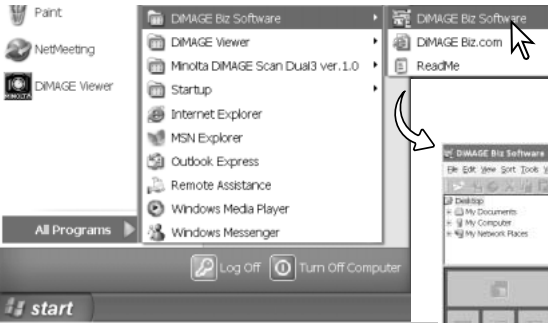 Paint
NetMeeting
MINOLTA
DiMAGE Viewer
All Programs
DiMAGE Biz Software
DiMAGE Viewer
Minolta DiMAGE Scan Dual3 ver.1.0
Startup
Internet Explorer
MSN Explorer
Outlook Express
Remote Assistance
Windows Media Player
Windows Messenger
DiMAGE Biz Software
DiMAGE Biz.com
ReadMe
Log Off
Turn Off Computer
start
DiMAGE Biz Software
File Edit View Sort Tools
Desktop
My Documents
My Computer
My Network Places